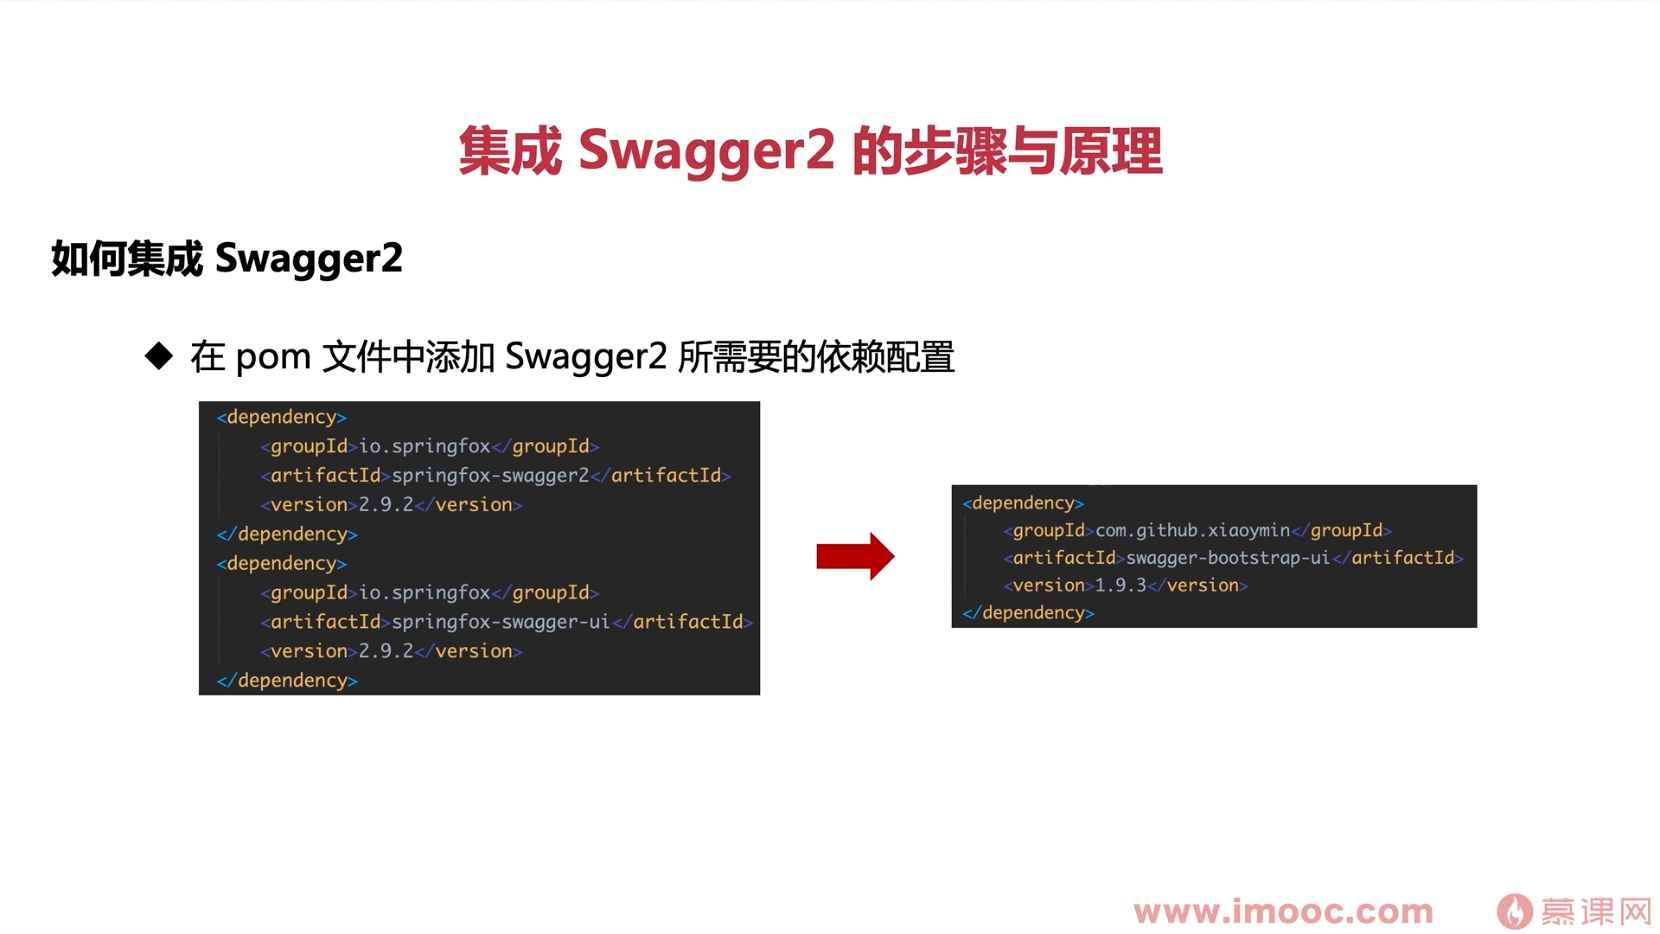 集成 Swagger2 的步骤与原理
如何集成 Swagger2
◆ 在 pom 文件中添加 Swagger2 所需要的依赖配置
<dependency>
<groupId>io.springfox</groupId>
<artifactId>springfox-swagger2</artifactId>
<version>2.9.2</version>
</dependency>
<dependency>
<groupId>io.springfox</groupId>
<artifactId>springfox-swagger-ui</artifactId>
<version>2.9.2</version>
</dependency>
<dependency>
<groupId>com.github.xiaoymin</groupId>
<artifactId>swagger-bootstrap-ui</artifactId>
<version>1.9.3</version>
</dependency>
www.imooc.com 慕课网